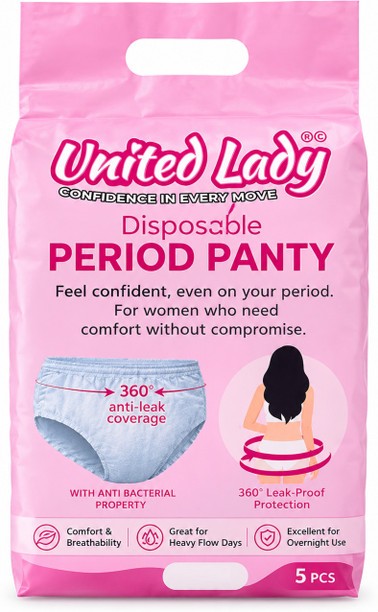 United Lady ®©
CONFIDENCE IN EVERY MOVE
Disposable
PERIOD PANTY
Feel confident, even on your period.
For women who need
comfort without compromise.
360°
anti-leak
coverage
WITH ANTI BACTERIAL
PROPERTY
360° Leak-Proof
Protection
Comfort &
Breathability
Great for
Heavy Flow Days
Excellent for
Overnight Use
5 PCS